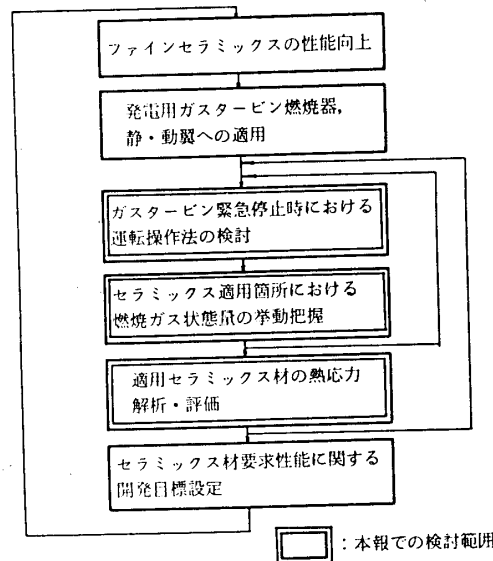 ファインセラミックスの性能向上
発電用ガスタービン燃焼器,
静・動翼への適用
ガスタービン緊急停止時における
運転操作法の検討
セラミックス適用箇所における
燃焼ガス状態量の挙動把握
適用セラミックス材の熱応力
解析・評価
セラミックス材要求性能に関する
開発目標設定
:本報での検討範囲